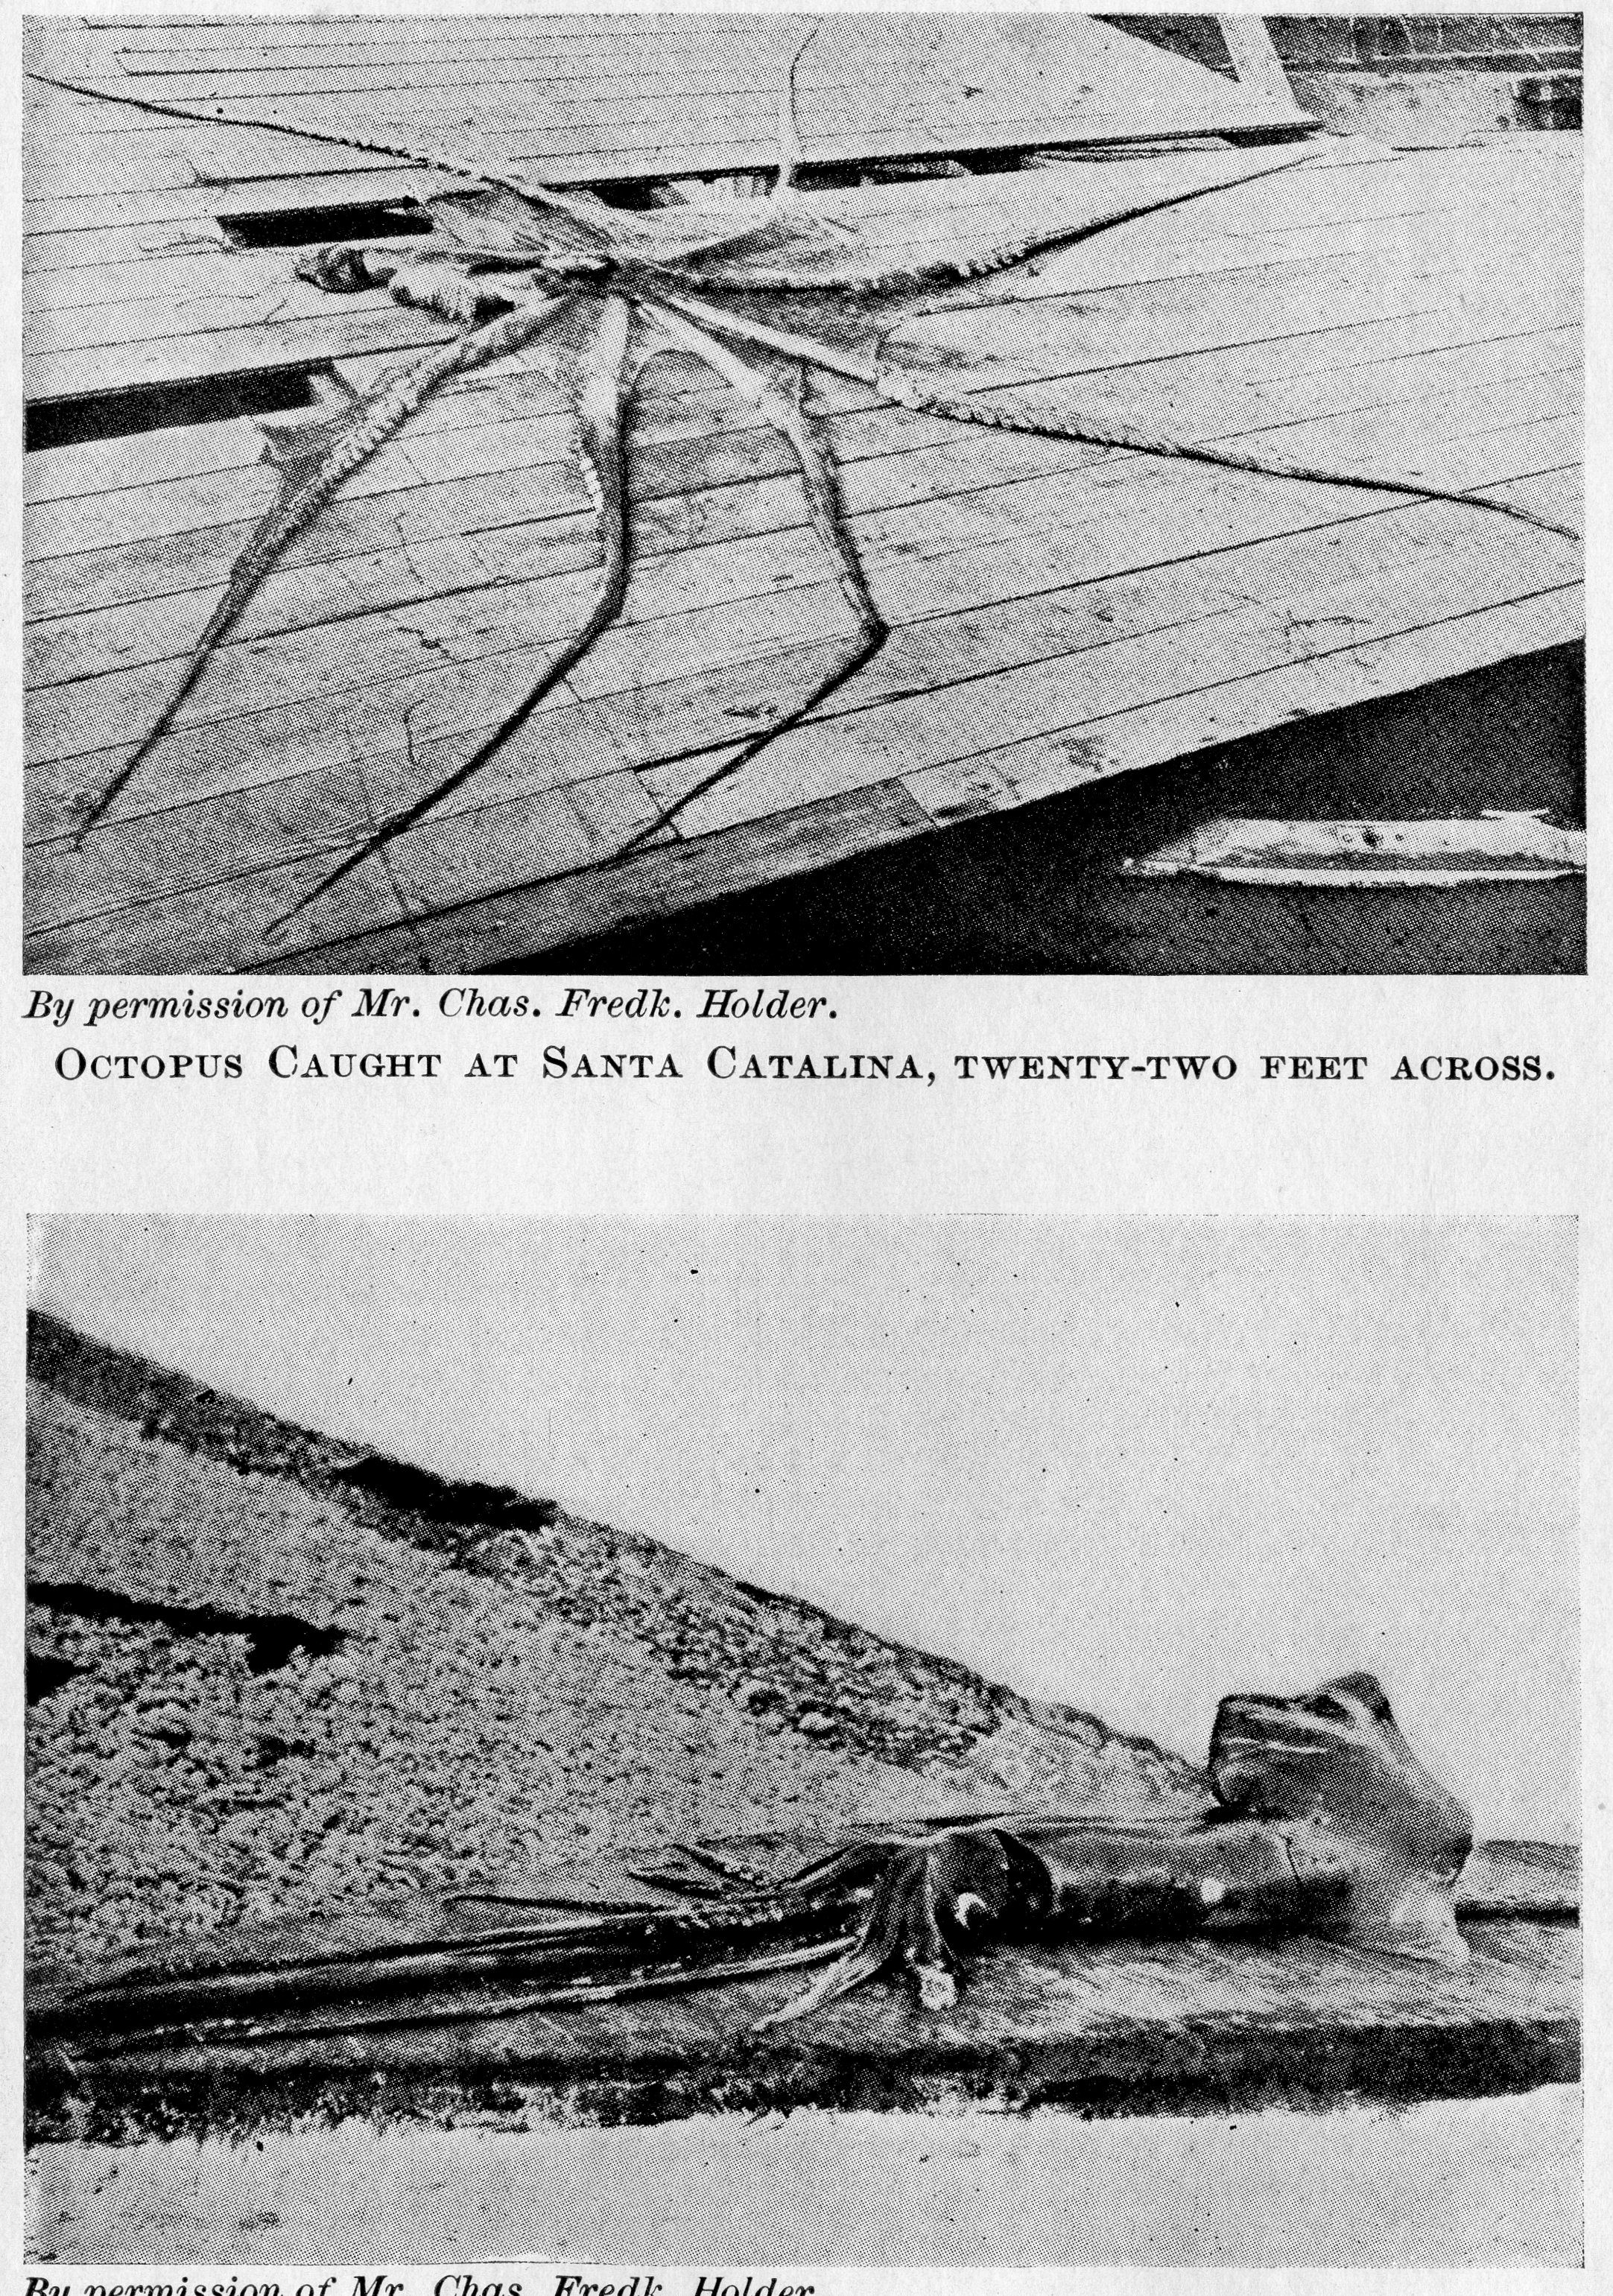 By permission of Mr. Chas. Fredk. Holder.
OCTOPUS CAUGHT AT SANTA CATALINA, TWENTY-TWO FEET ACROSS.
By permission of Mr. Chas. Fredk. Holder.